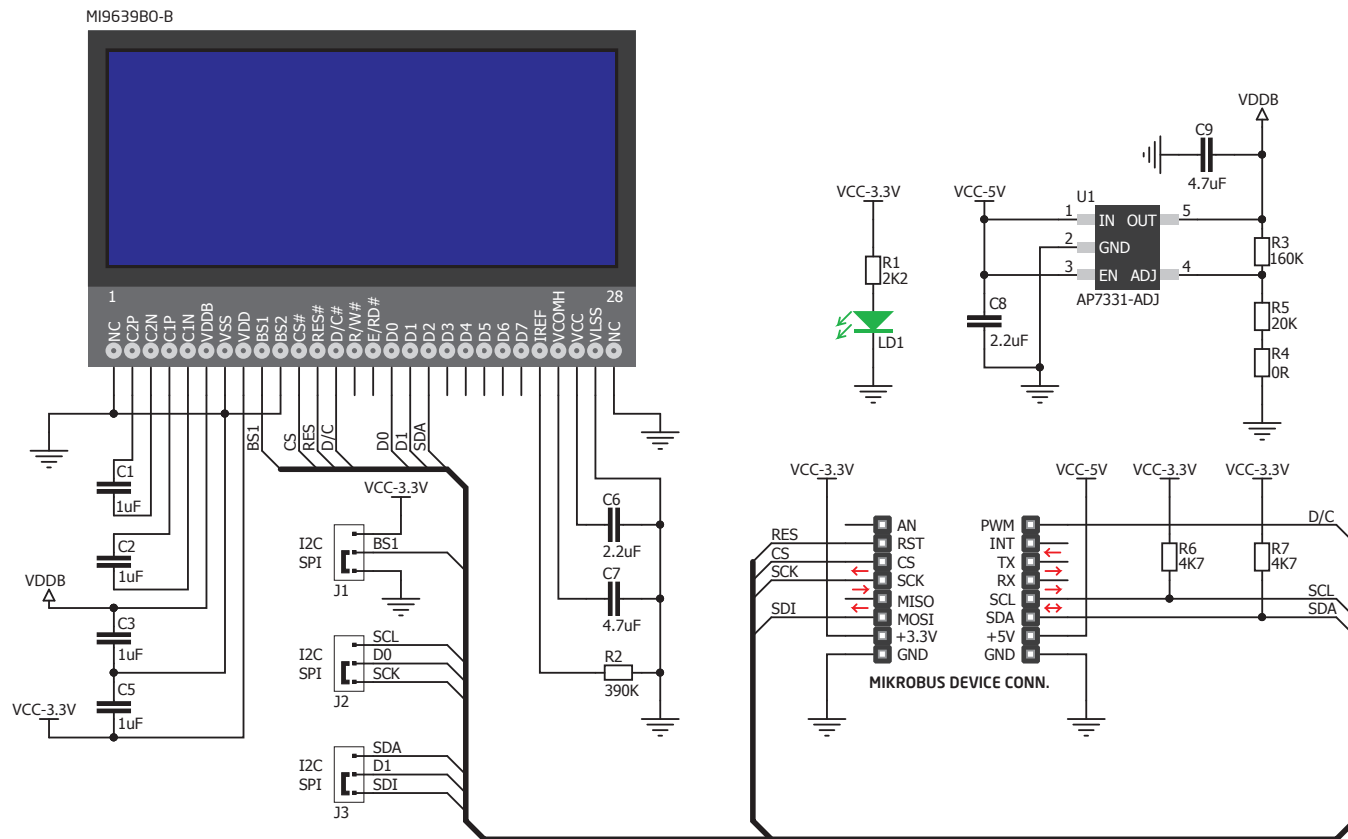 MI9639BO-B
1
28
NC
C2P
C2N
C1P
C1N
VDDB
VSS
VDD
BS1
BS2
CS#
RES#
D/C#
R/W#
E/RD#
D0
D1
D2
D3
D4
D5
D6
D7
IREF
VCOMH
VCC
VLSS
NC
BS1
CS
RES
D/C
D0
D1
SDA
C1
1uF
C2
1uF
VDDB
C3
1uF
C5
1uF
VCC-3.3V
VCC-3.3V
I2C
SPI
BS1
J1
I2C
SPI
SCL
D0
SCK
J2
I2C
SPI
SDA
D1
SDI
J3
C6
2.2uF
C7
4.7uF
R2
390K
VCC-3.3V
R1
2K2
LD1
VCC-5V
C8
2.2uF
U1
1
IN
OUT
5
2
GND
3
EN
ADJ
4
AP7331-ADJ
VDDB
C9
4.7uF
R3
160K
R5
20K
R4
0R
VCC-3.3V
VCC-5V
VCC-3.3V
VCC-3.3V
RES
CS
SCK
SDI
AN
RST
CS
SCK
MISO
MOSI
+3.3V
GND
PWM
INT
TX
RX
SCL
SDA
+5V
GND
R6
4K7
R7
4K7
D/C
SCL
SDA
MIKROBUS DEVICE CONN.